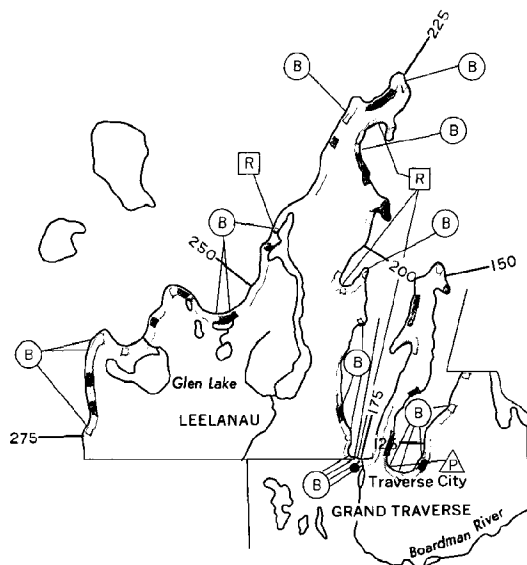 225
B
B
B
R
R
B
250
B
200
150
B
Glen Lake
LEELANAU
B
175
B
275
125
P
B
Traverse City
GRAND TRAVERSE
Boardman River